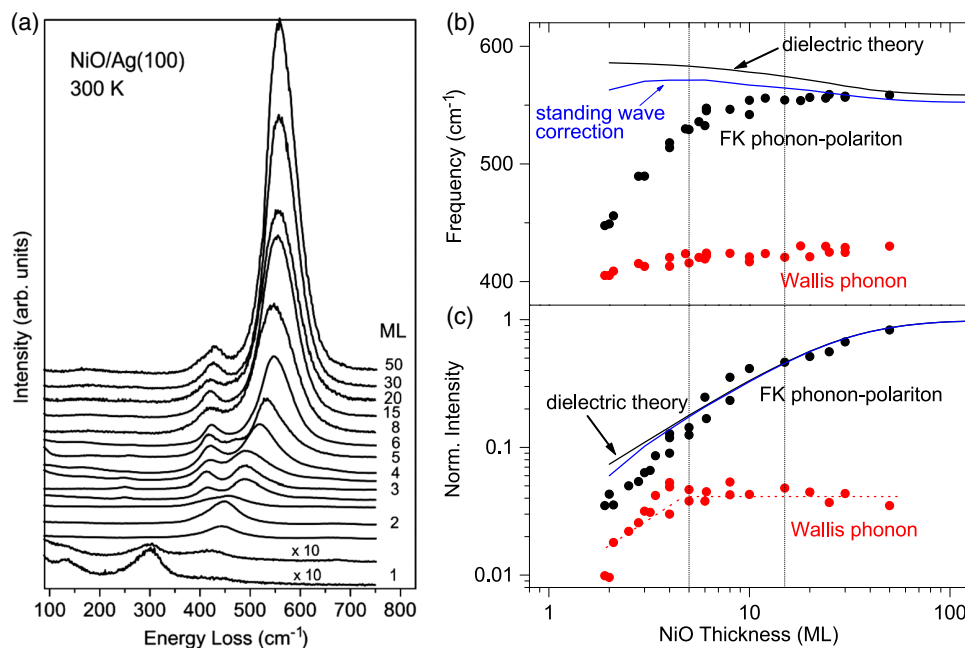 (a)
NiO/Ag(100)
300 K
Intensity (arb. units)
ML
50
30
20
15
8
6
5
4
3
2
x 10
x 10
1
100 200 300 400 500 600 700 800
Energy Loss (cm⁻¹)
(b)
600
500
400
Frequency (cm⁻¹)
dielectric theory
standing wave
correction
FK phonon-polariton
Wallis phonon
(c)
1
0.1
0.01
Norm. Intensity
dielectric theory
FK phonon-polariton
Wallis phonon
1 10 100
NiO Thickness (ML)